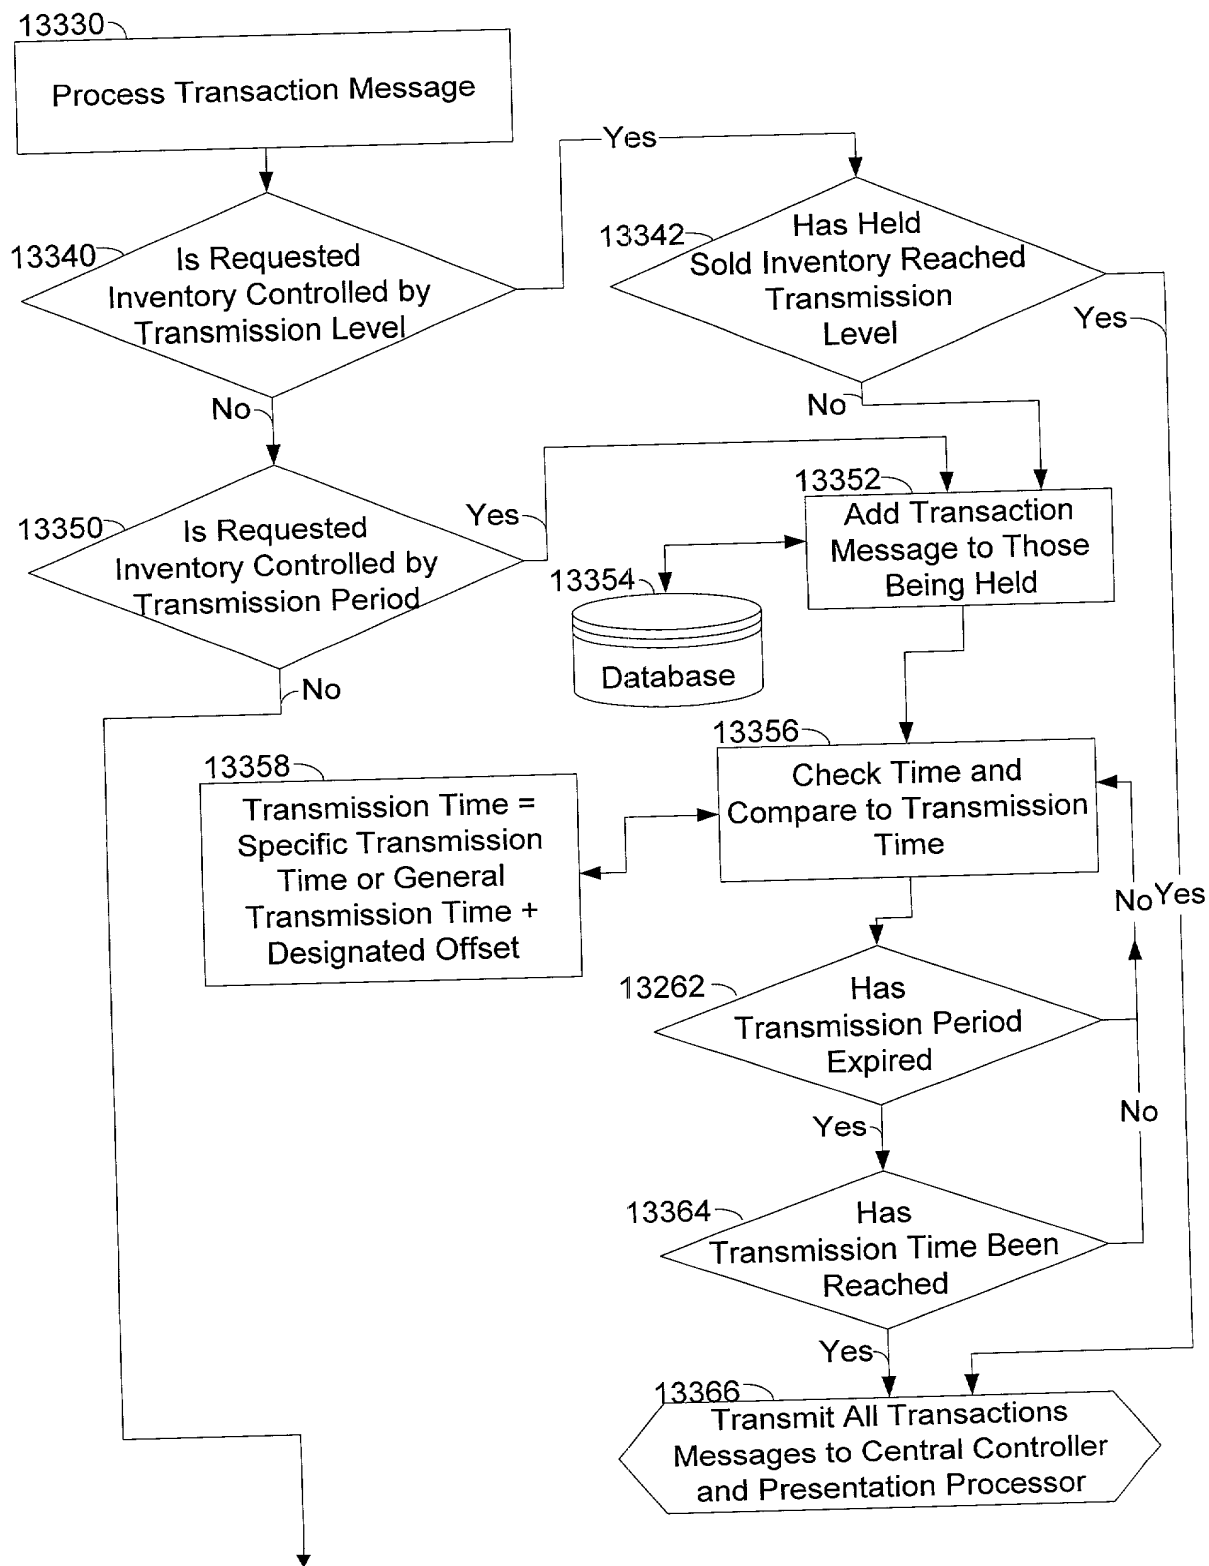 13330
Process Transaction Message
Yes
13340
Is Requested
Inventory Controlled by
Transmission Level
13342
Has Held
Sold Inventory Reached
Transmission
Level
Yes
No
No
13350
Is Requested
Inventory Controlled by
Transmission Period
Yes
13352
Add Transaction
Message to Those
Being Held
13354
Database
No
13356
Check Time and
Compare to Transmission
Time
13358
Transmission Time =
Specific Transmission
Time or General
Transmission Time +
Designated Offset
No
Yes
13262
Has
Transmission Period
Expired
No
Yes
13364
Has
Transmission Time Been
Reached
Yes
13366
Transmit All Transactions
Messages to Central Controller
and Presentation Processor